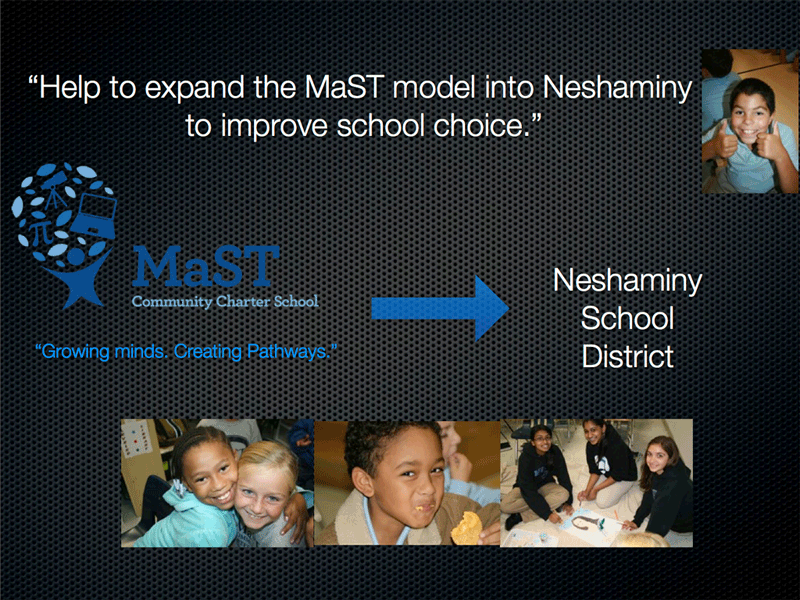 “Help to expand the MaST model into Neshaminy
to improve school choice.”
π
MaST
Community Charter School
“Growing minds. Creating Pathways.”
Neshaminy
School
District